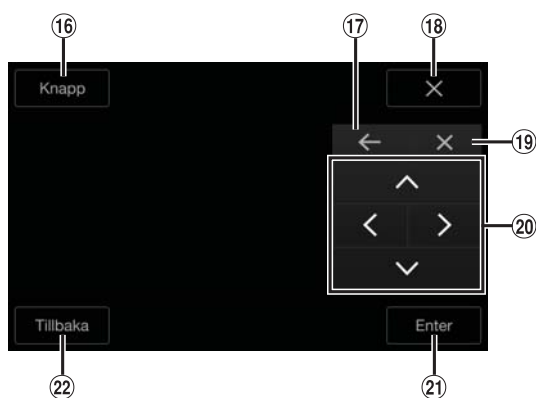 ⑯ ⑰ ⑱
Knapp
⑲
⑳
Tillbaka Enter
㉒ ㉑